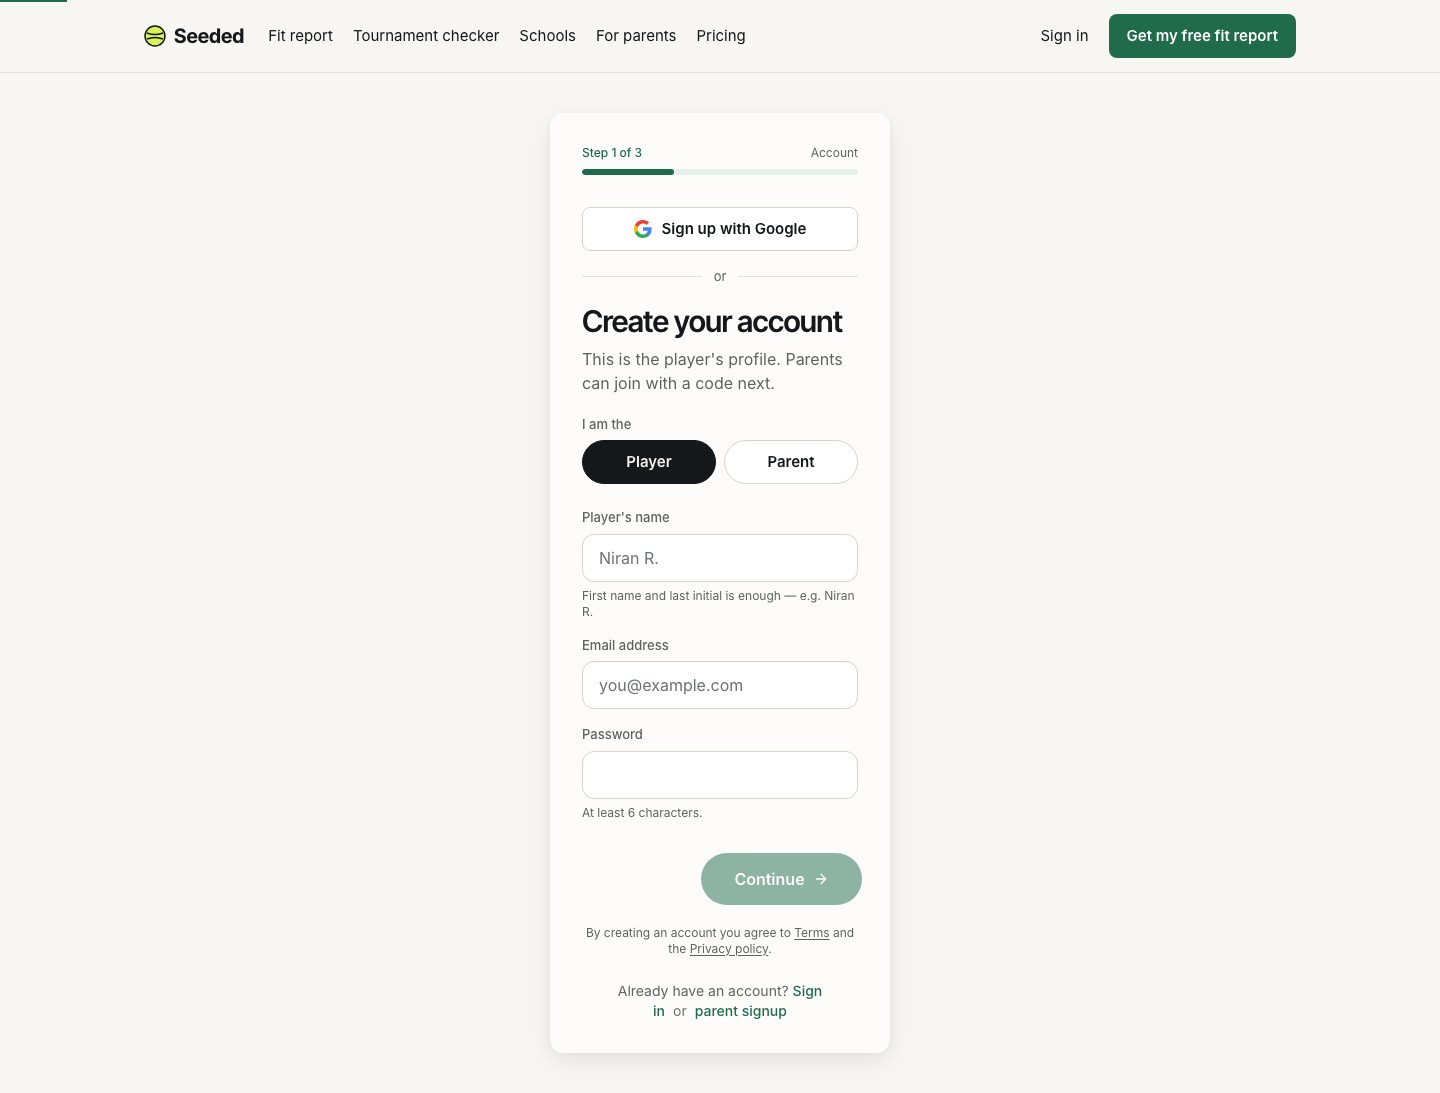 Seeded Fit report Tournament checker Schools For parents Pricing Sign in Get my free fit report
Step 1 of 3 Account
Sign up with Google
or
Create your account
This is the player's profile. Parents
can join with a code next.
I am the
Player Parent
Player's name
Niran R.
First name and last initial is enough — e.g. Niran
R.
Email address
you@example.com
Password
At least 6 characters.
Continue →
By creating an account you agree to Terms and
the Privacy policy.
Already have an account? Sign
in or parent signup